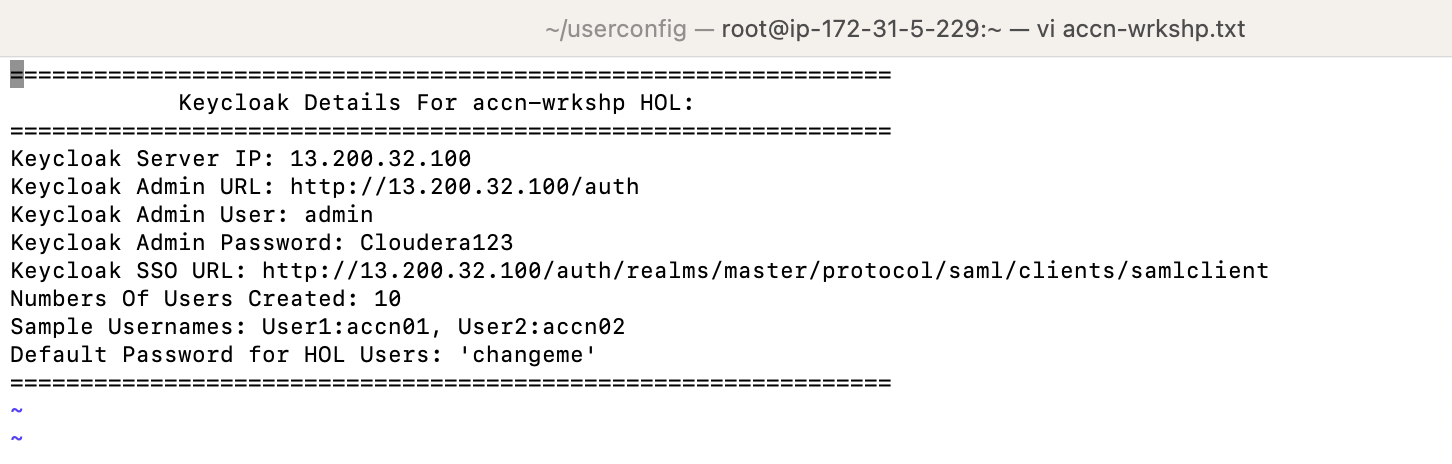 ~/userconfig — root@ip-172-31-5-229:~ — vi accn-wrkshp.txt
===============================================================
Keycloak Details For accn-wrkshp HOL:
===============================================================
Keycloak Server IP: 13.200.32.100
Keycloak Admin URL: http://13.200.32.100/auth
Keycloak Admin User: admin
Keycloak Admin Password: Cloudera123
Keycloak SSO URL: http://13.200.32.100/auth/realms/master/protocol/saml/clients/samlclient
Numbers Of Users Created: 10
Sample Usernames: User1:accn01, User2:accn02
Default Password for HOL Users: 'changeme'
===============================================================
~
~